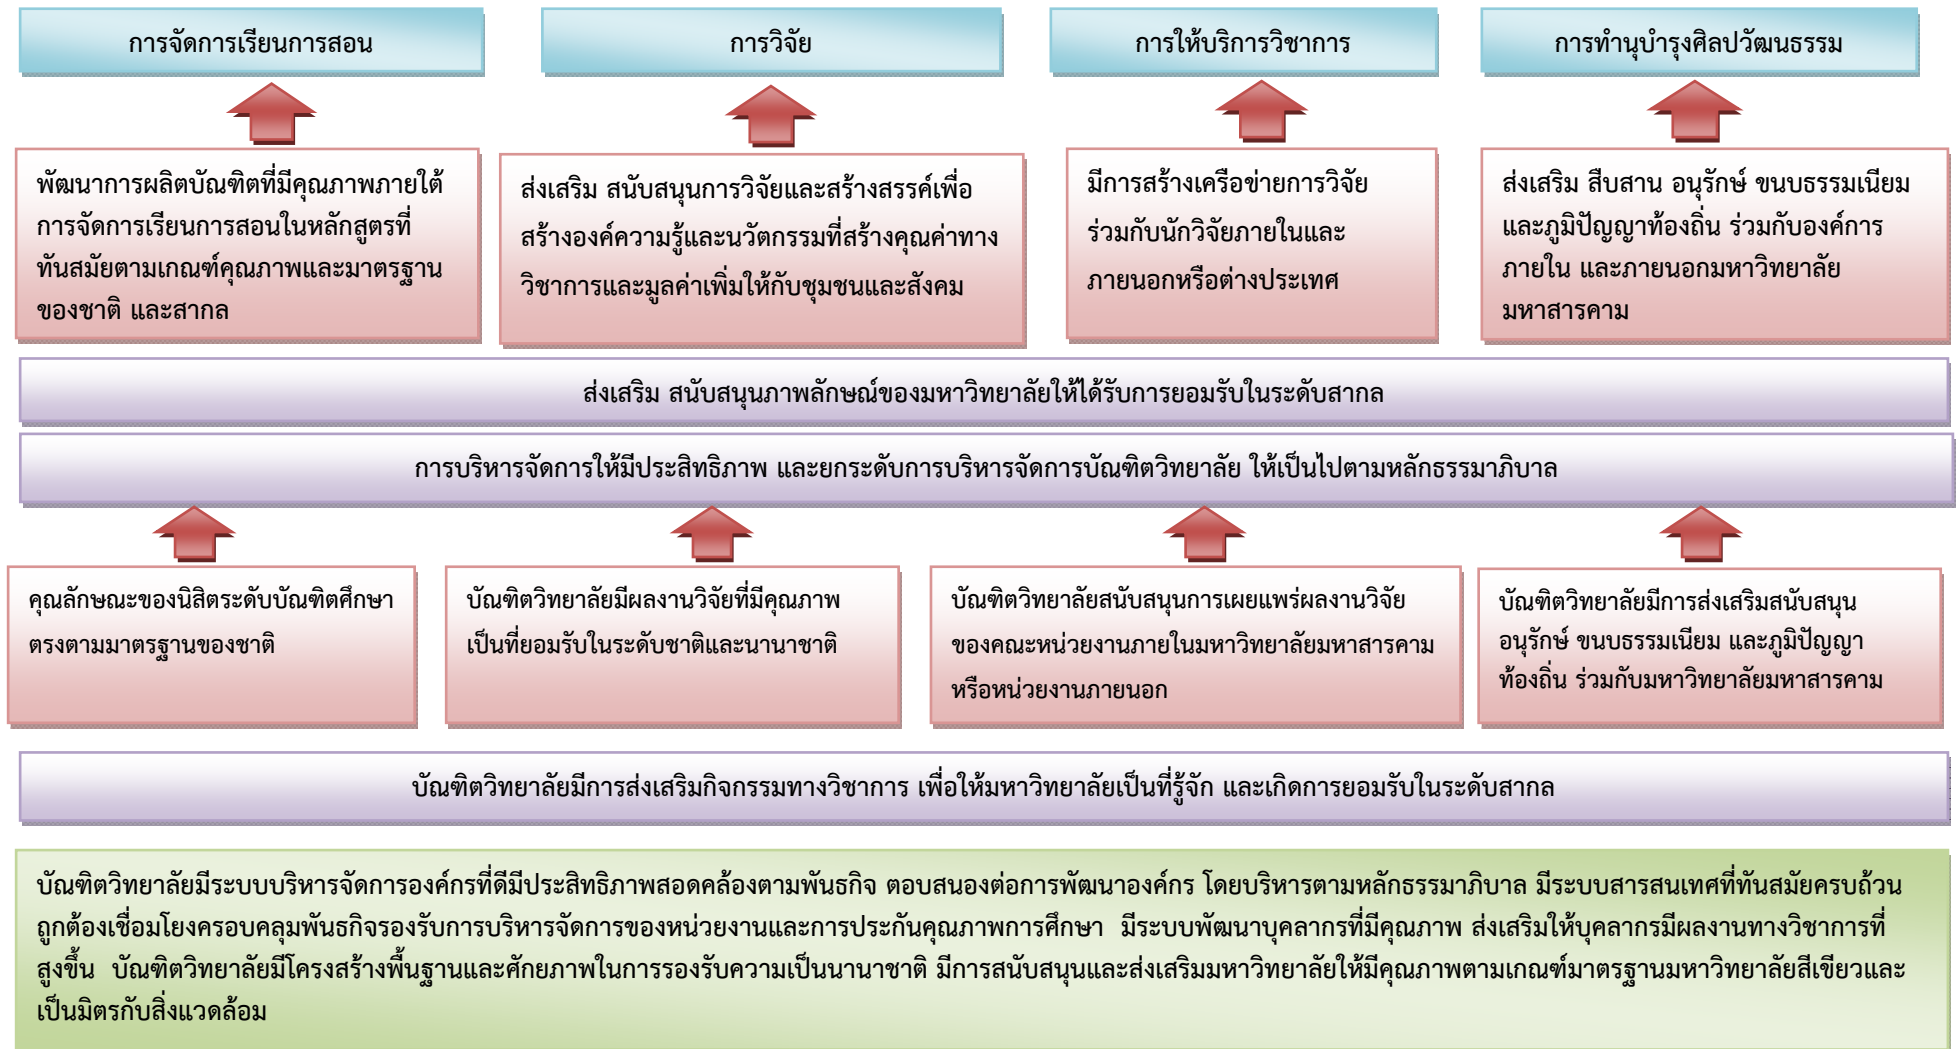 การจัดการเรียนการสอน
การวิจัย
การให้บริการวิชาการ
การทำนุบำรุงศิลปวัฒนธรรม
พัฒนาการผลิตบัณฑิตที่มีคุณภาพภายใต้
การจัดการเรียนการสอนในหลักสูตรที่
ทันสมัยตามเกณฑ์คุณภาพและมาตรฐาน
ของชาติ และสากล
ส่งเสริม สนับสนุนการวิจัยและสร้างสรรค์เพื่อ
สร้างองค์ความรู้และนวัตกรรมที่สร้างคุณค่าทาง
วิชาการและมูลค่าเพิ่มให้กับชุมชนและสังคม
มีการสร้างเครือข่ายการวิจัย
ร่วมกับนักวิจัยภายในและ
ภายนอกหรือต่างประเทศ
ส่งเสริม สืบสาน อนุรักษ์ ขนบธรรมเนียม
และภูมิปัญญาท้องถิ่น ร่วมกับองค์การ
ภายใน และภายนอกมหาวิทยาลัย
มหาสารคาม
ส่งเสริม สนับสนุนภาพลักษณ์ของมหาวิทยาลัยให้ได้รับการยอมรับในระดับสากล
การบริหารจัดการให้มีประสิทธิภาพ และยกระดับการบริหารจัดการบัณฑิตวิทยาลัย ให้เป็นไปตามหลักธรรมาภิบาล
คุณลักษณะของนิสิตระดับบัณฑิตศึกษา
ตรงตามมาตรฐานของชาติ
บัณฑิตวิทยาลัยมีผลงานวิจัยที่มีคุณภาพ
เป็นที่ยอมรับในระดับชาติและนานาชาติ
บัณฑิตวิทยาลัยสนับสนุนการเผยแพร่ผลงานวิจัย
ของคณะหน่วยงานภายในมหาวิทยาลัยมหาสารคาม
หรือหน่วยงานภายนอก
บัณฑิตวิทยาลัยมีการส่งเสริมสนับสนุน
อนุรักษ์ ขนบธรรมเนียม และภูมิปัญญา
ท้องถิ่น ร่วมกับมหาวิทยาลัยมหาสารคาม
บัณฑิตวิทยาลัยมีการส่งเสริมกิจกรรมทางวิชาการ เพื่อให้มหาวิทยาลัยเป็นที่รู้จัก และเกิดการยอมรับในระดับสากล
บัณฑิตวิทยาลัยมีระบบบริหารจัดการองค์กรที่ดีมีประสิทธิภาพสอดคล้องตามพันธกิจ ตอบสนองต่อการพัฒนาองค์กร โดยบริหารตามหลักธรรมาภิบาล มีระบบสารสนเทศที่ทันสมัยครบถ้วน
ถูกต้องเชื่อมโยงครอบคลุมพันธกิจรองรับการบริหารจัดการของหน่วยงานและการประกันคุณภาพการศึกษา มีระบบพัฒนาบุคลากรที่มีคุณภาพ ส่งเสริมให้บุคลากรมีผลงานทางวิชาการที่
สูงขึ้น บัณฑิตวิทยาลัยมีโครงสร้างพื้นฐานและศักยภาพในการรองรับความเป็นนานาชาติ มีการสนับสนุนและส่งเสริมมหาวิทยาลัยให้มีคุณภาพตามเกณฑ์มาตรฐานมหาวิทยาลัยสีเขียวและ
เป็นมิตรกับสิ่งแวดล้อม